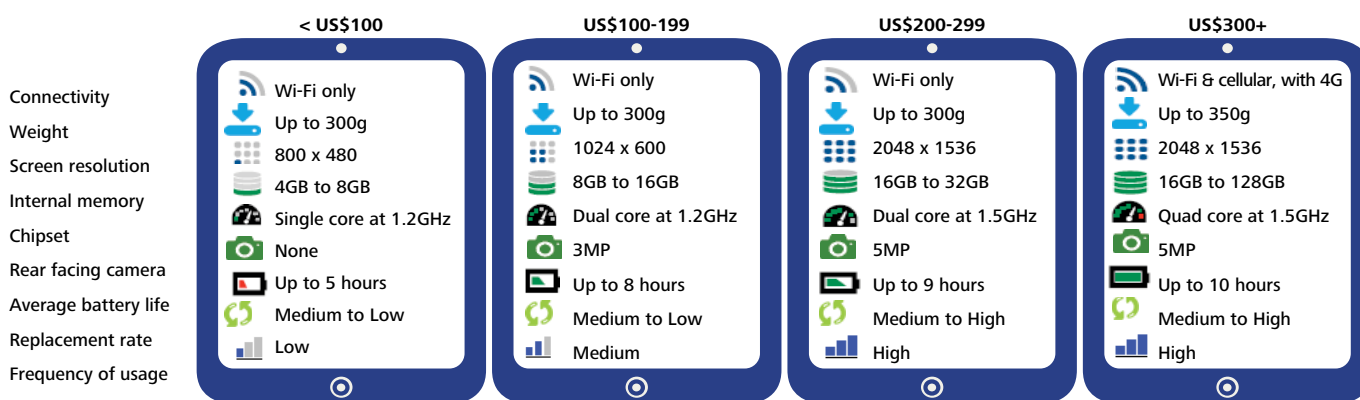 < US$100
US$100-199
US$200-299
US$300+
Connectivity
Weight
Screen resolution
Internal memory
Chipset
Rear facing camera
Average battery life
Replacement rate
Frequency of usage
Wi-Fi only
Up to 300g
800 x 480
4GB to 8GB
Single core at 1.2GHz
None
Up to 5 hours
Medium to Low
Low
Wi-Fi only
Up to 300g
1024 x 600
8GB to 16GB
Dual core at 1.2GHz
3MP
Up to 8 hours
Medium to Low
Medium
Wi-Fi only
Up to 300g
2048 x 1536
16GB to 32GB
Dual core at 1.5GHz
5MP
Up to 9 hours
Medium to High
High
Wi-Fi & cellular, with 4G
Up to 350g
2048 x 1536
16GB to 128GB
Quad core at 1.5GHz
5MP
Up to 10 hours
Medium to High
High